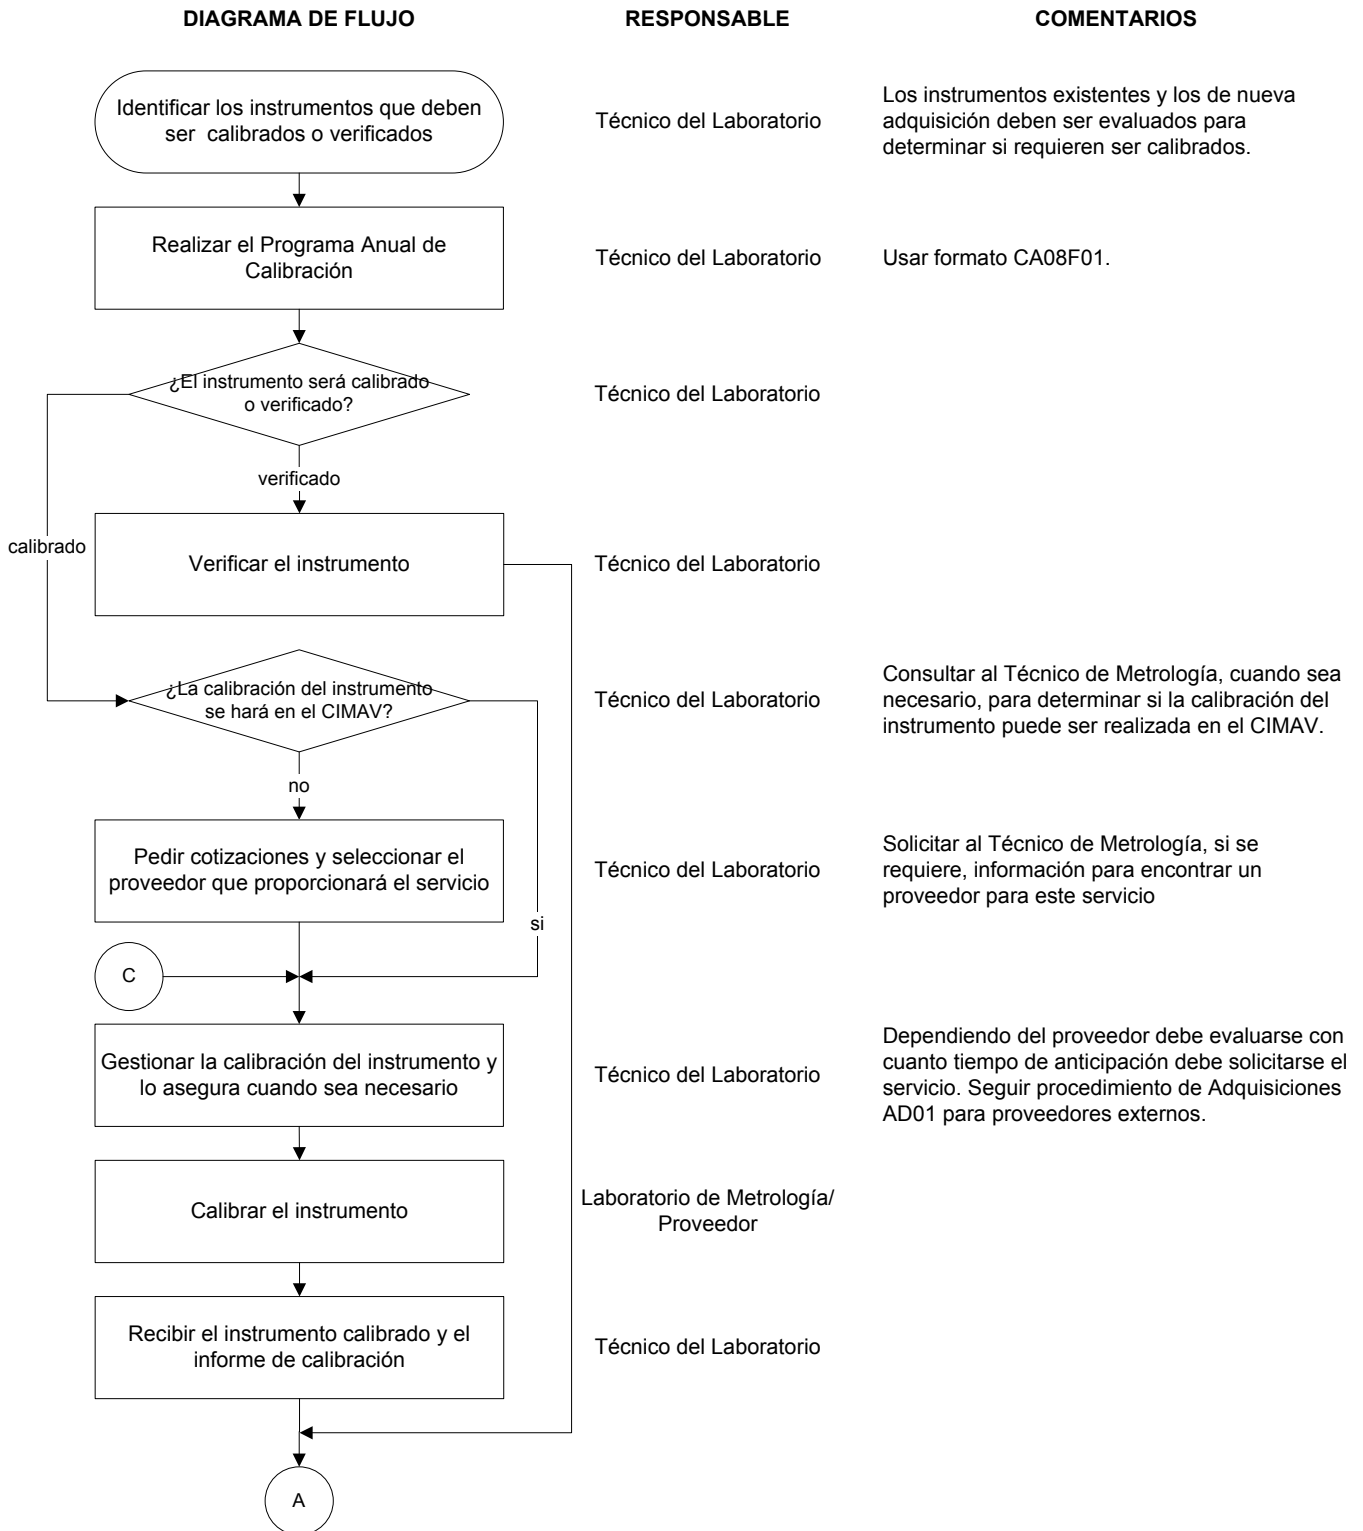 DIAGRAMA DE FLUJO
RESPONSABLE
COMENTARIOS
Identificar los instrumentos que deben
ser calibrados o verificados
Técnico del Laboratorio
Los instrumentos existentes y los de nueva
adquisición deben ser evaluados para
determinar si requieren ser calibrados.
Realizar el Programa Anual de
Calibración
Técnico del Laboratorio
Usar formato CA08F01.
¿El instrumento será calibrado
o verificado?
Técnico del Laboratorio
verificado
calibrado
Verificar el instrumento
Técnico del Laboratorio
¿La calibración del instrumento
se hará en el CIMAV?
Técnico del Laboratorio
Consultar al Técnico de Metrología, cuando sea
necesario, para determinar si la calibración del
instrumento puede ser realizada en el CIMAV.
no
Pedir cotizaciones y seleccionar el
proveedor que proporcionará el servicio
Técnico del Laboratorio
Solicitar al Técnico de Metrología, si se
requiere, información para encontrar un
proveedor para este servicio
si
C
Gestionar la calibración del instrumento y
lo asegura cuando sea necesario
Técnico del Laboratorio
Dependiendo del proveedor debe evaluarse con
cuanto tiempo de anticipación debe solicitarse el
servicio. Seguir procedimiento de Adquisiciones
AD01 para proveedores externos.
Calibrar el instrumento
Laboratorio de Metrología/
Proveedor
Recibir el instrumento calibrado y el
informe de calibración
Técnico del Laboratorio
A